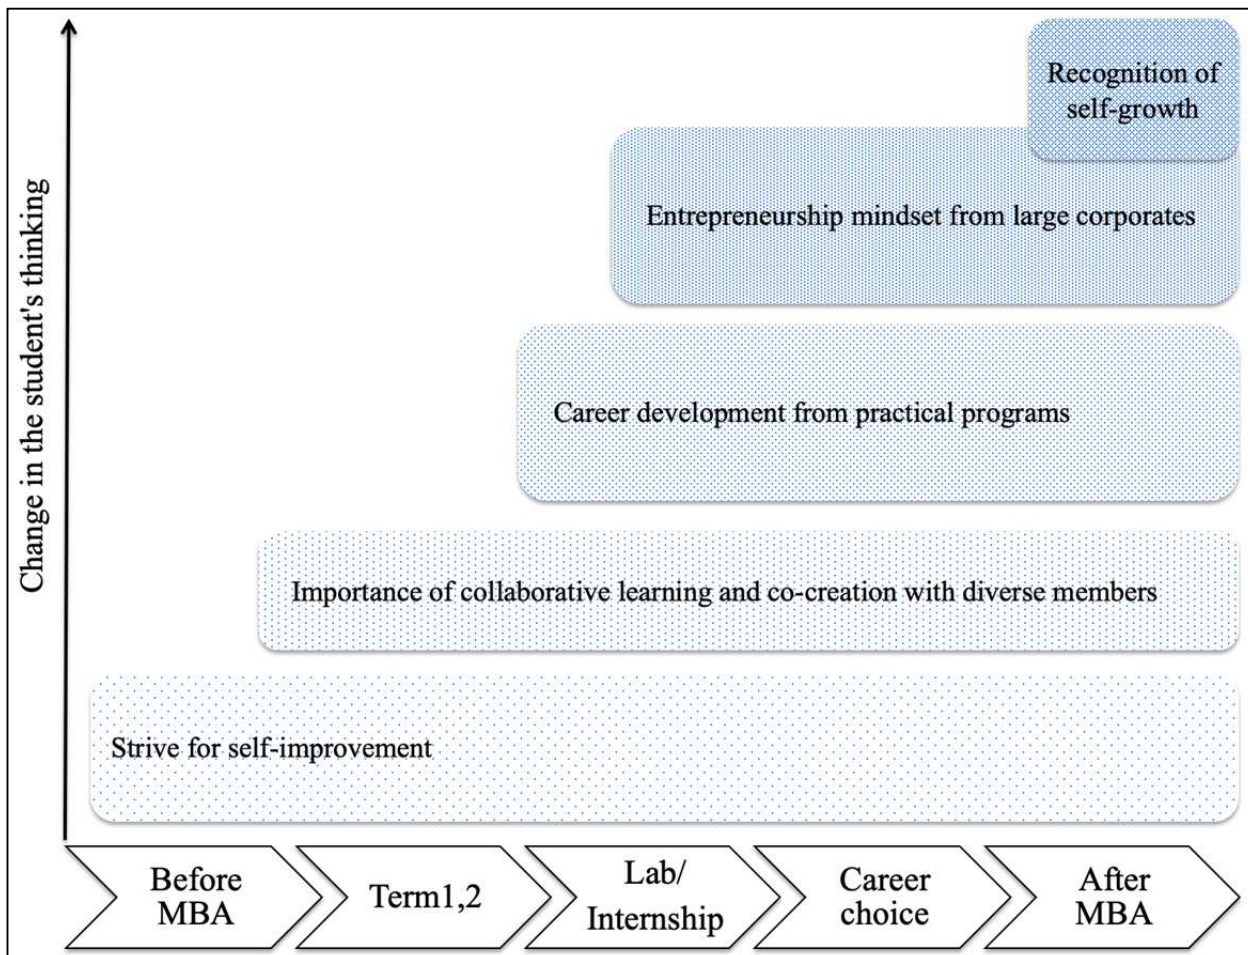 Change in the student's thinking
Recognition of
self-growth
Entrepreneurship mindset from large corporates
Career development from practical programs
Importance of collaborative learning and co-creation with diverse members
Strive for self-improvement
Before
MBA
Term1,2
Lab/
Internship
Career
choice
After
MBA